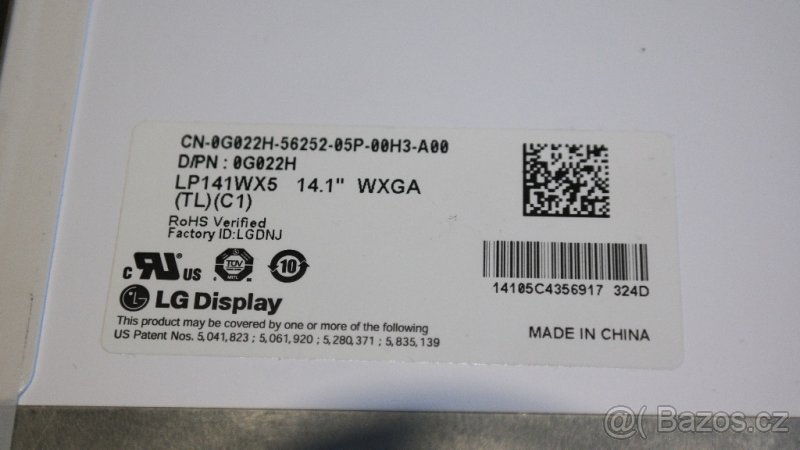 CN-0G022H-56252-05P-00H3-A00
D/PN : 0G022H
LP141WX5 14.1" WXGA
(TL)(C1)
RoHS Verified
Factory ID:LGDNJ
c UL US TÜV 10
LG Display
This product may be covered by one or more of the following
US Patent Nos. 5,041,823 ; 5,061,920 ; 5,280,371 ; 5,835,139
14105C4356917 324D
MADE IN CHINA
@ Bazos.cz